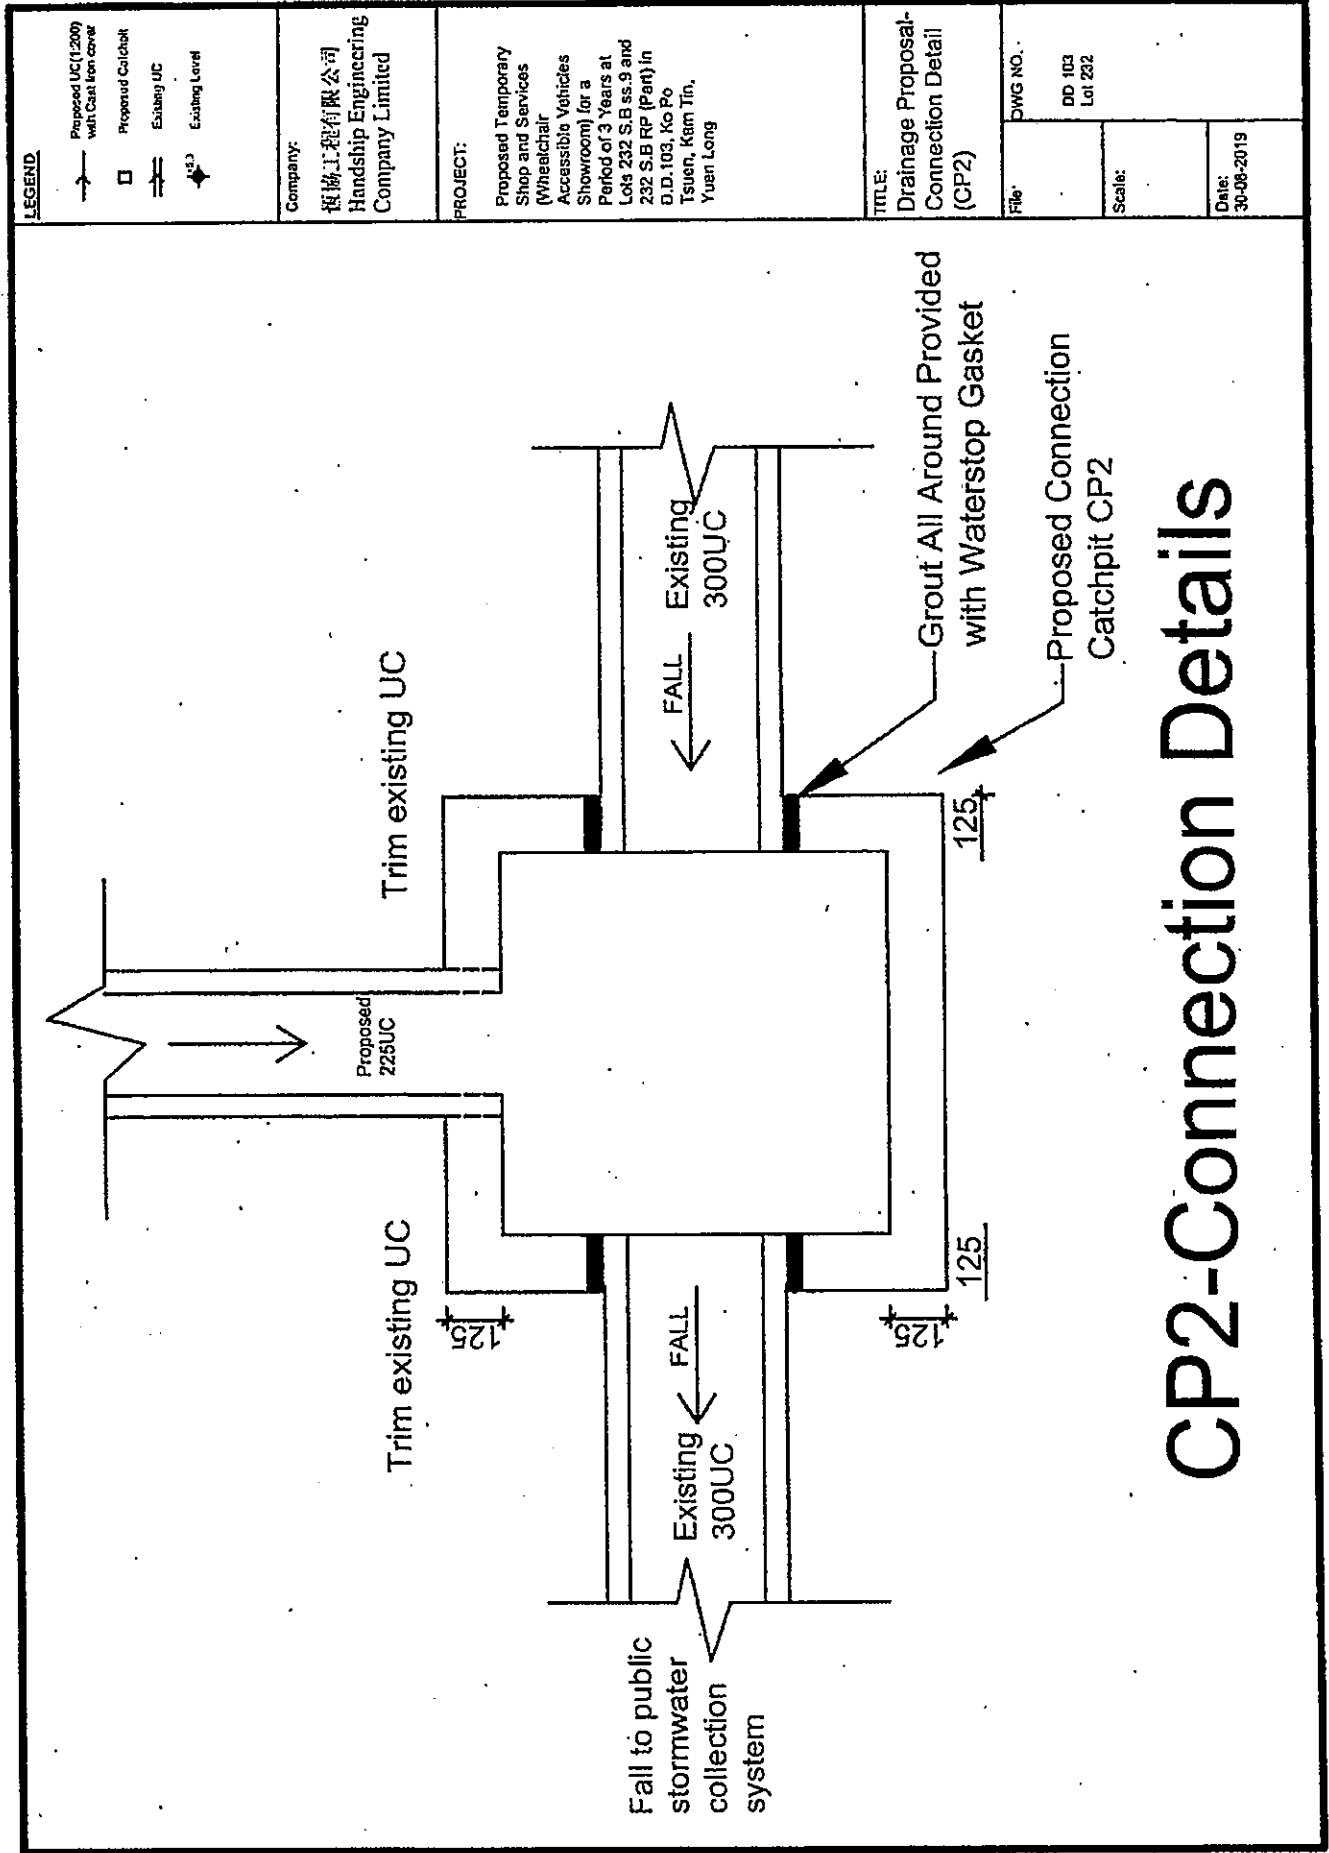 LEGEND
Proposed UC(1:200)
with Cast Iron cover
Proposed Catchpit
Existing UC
+5.3
Existing Level
Company:
Handship Engineering
Company Limited
PROJECT:
Proposed Temporary
Shop and Services
(Wheelchair
Accessible Vehicles
Showroom) for a
Period of 3 Years at
Lots 232 S.B ss.9 and
232 S.B RP (Part) in
D.D.103, Ko Po
Tsuen, Kam Tin,
Yuen Long
TITLE:
Drainage Proposal-
Connection Detail
(CP2)
File:
DWG NO.
DD 103
Lot 232
Scale:
Date:
30-08-2019
Trim existing UC
Trim existing UC
Proposed
225UC
125
125
125
125
FALL
FALL
Existing
300UC
Existing
300UC
Fall to public
stormwater
collection
system
Grout All Around Provided
with Waterstop Gasket
Proposed Connection
Catchpit CP2
CP2-Connection Details